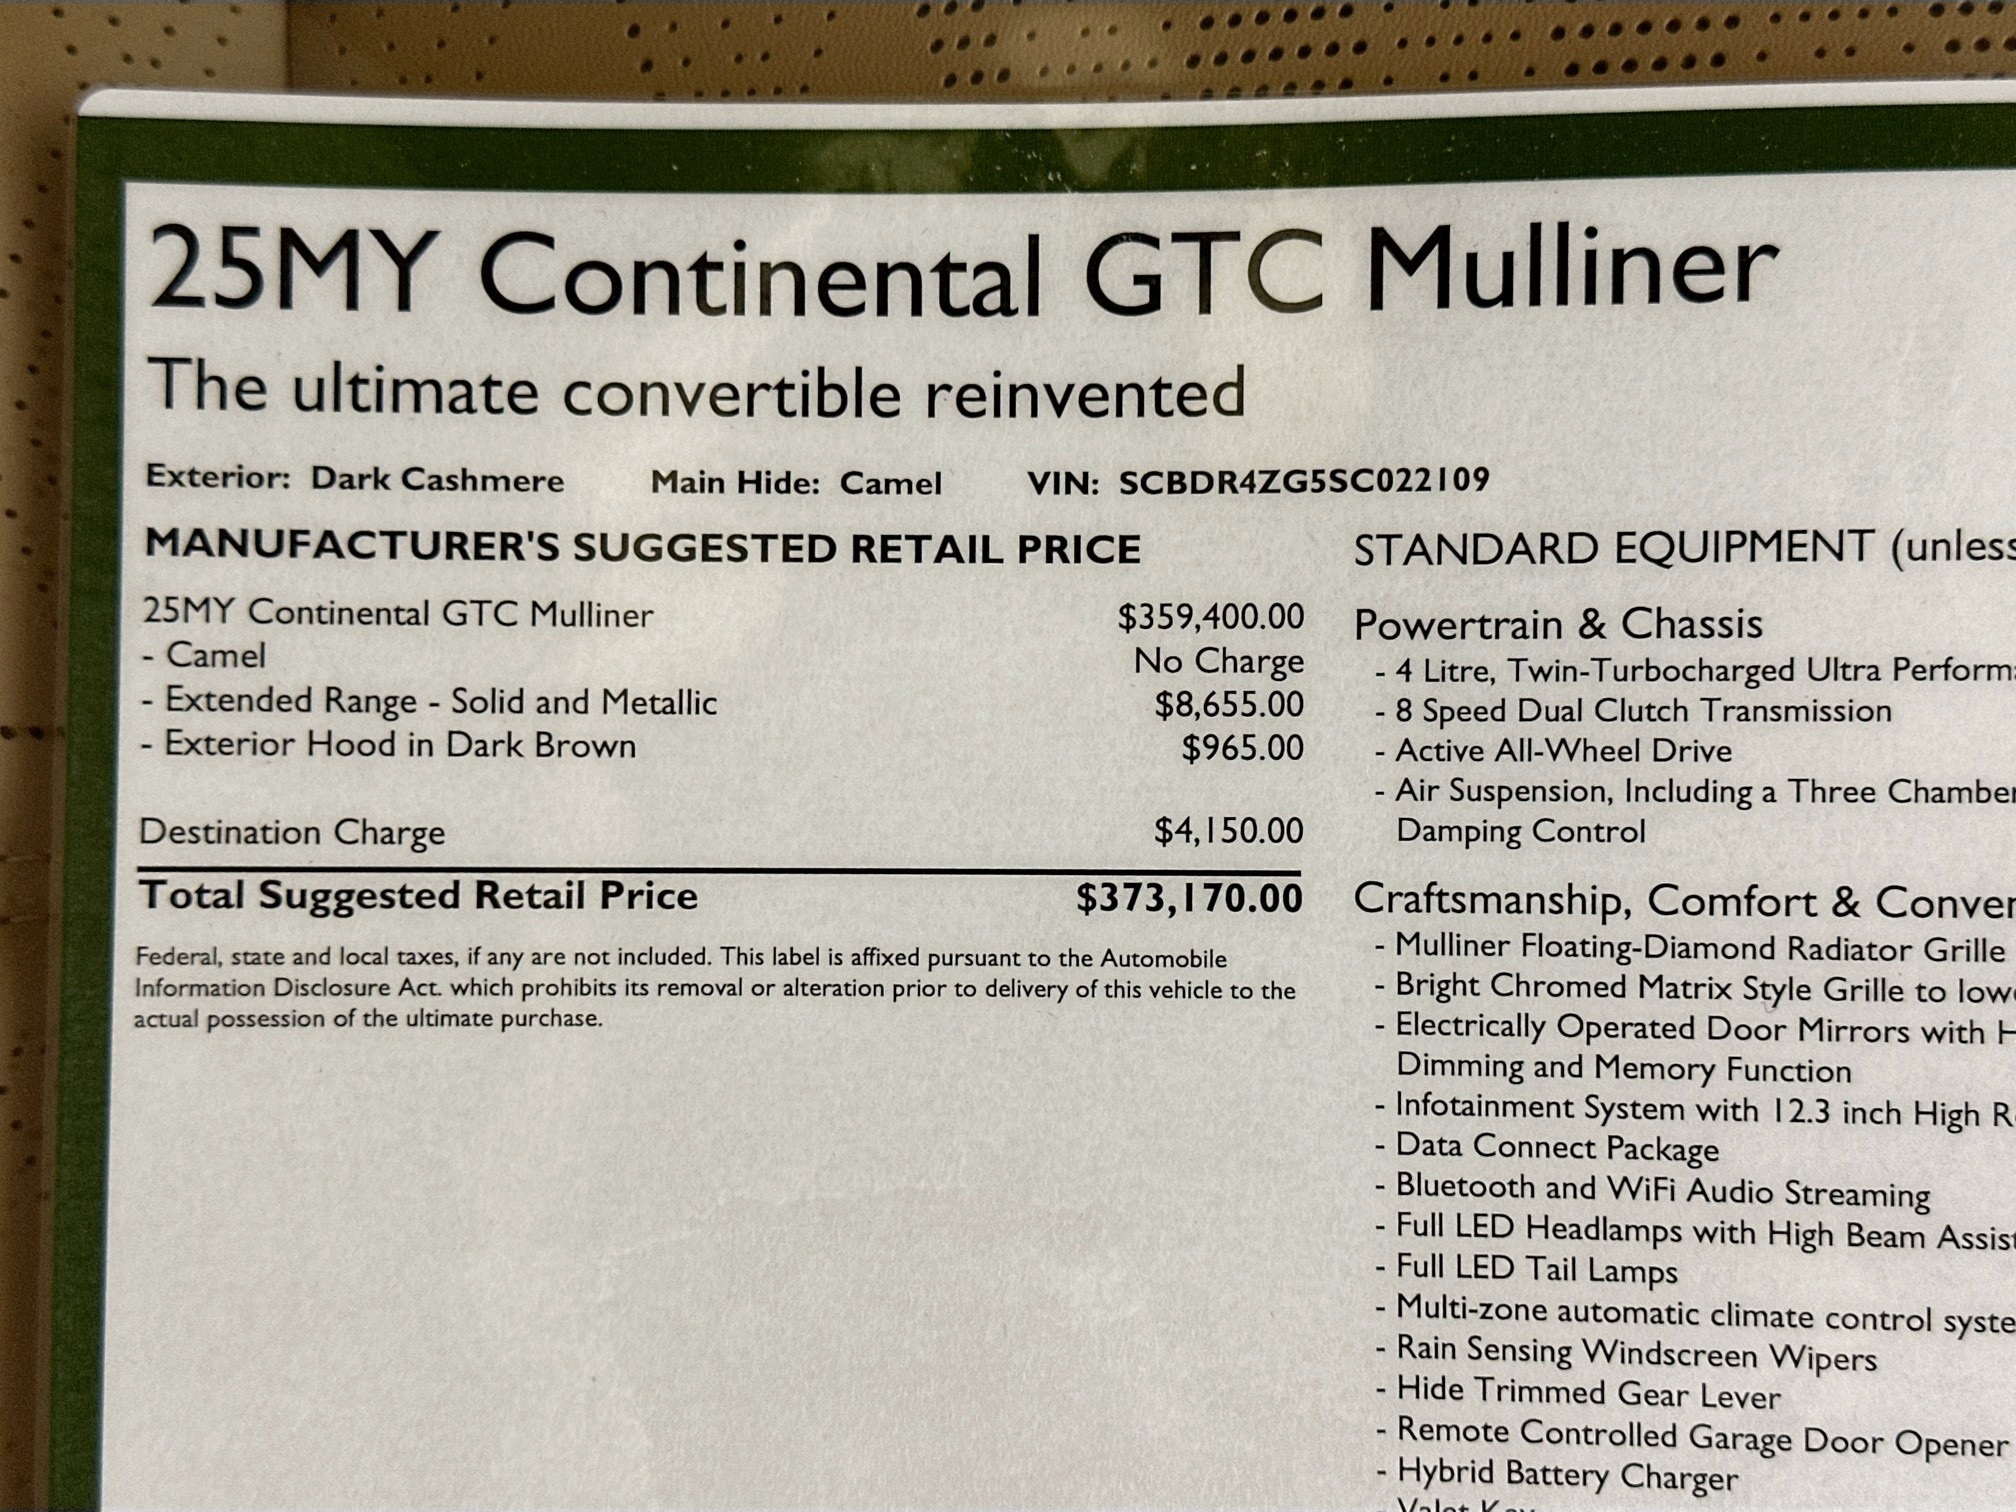 25MY Continental GTC Mulliner
The ultimate convertible reinvented
Exterior: Dark Cashmere Main Hide: Camel VIN: SCBDR4ZG5SC022109
MANUFACTURER'S SUGGESTED RETAIL PRICE
25MY Continental GTC Mulliner $359,400.00
- Camel No Charge
- Extended Range - Solid and Metallic $8,655.00
- Exterior Hood in Dark Brown $965.00
Destination Charge $4,150.00
Total Suggested Retail Price $373,170.00
Federal, state and local taxes, if any are not included. This label is affixed pursuant to the Automobile
Information Disclosure Act. which prohibits its removal or alteration prior to delivery of this vehicle to the
actual possession of the ultimate purchase.
STANDARD EQUIPMENT (unless
Powertrain & Chassis
- 4 Litre, Twin-Turbocharged Ultra
- 8 Speed Dual Clutch Transmission
- Active All-Wheel Drive
- Air Suspension, Including a Three
Damping Control
Craftsmanship, Comfort &
- Mulliner Floating-Diamond Radiator Grille
- Bright Chromed Matrix Style Grille to
- Electrically Operated Door Mirrors with
Dimming and Memory Function
- Infotainment System with 12.3 inch High
- Data Connect Package
- Bluetooth and WiFi Audio Streaming
- Full LED Headlamps with High Beam
- Full LED Tail Lamps
- Multi-zone automatic climate control
- Rain Sensing Windscreen Wipers
- Hide Trimmed Gear Lever
- Remote Controlled Garage Door Opener
- Hybrid Battery Charger